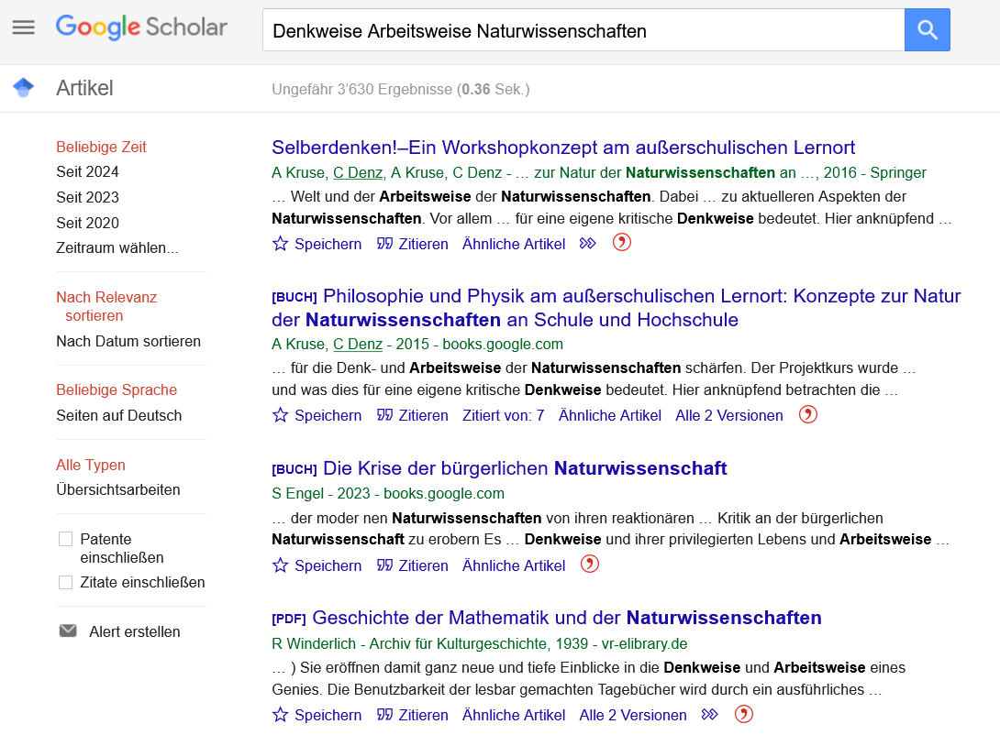 Google Scholar
Denkweise Arbeitsweise Naturwissenschaften
Artikel
Ungefähr 3’630 Ergebnisse (0.36 Sek.)
Beliebige Zeit
Seit 2024
Seit 2023
Seit 2020
Zeitraum wählen...
Nach Relevanz
sortieren
Nach Datum sortieren
Beliebige Sprache
Seiten auf Deutsch
Alle Typen
Übersichtsarbeiten
Patente
einschließen
Zitate einschließen
Alert erstellen
Selberdenken!–Ein Workshopkonzept am außerschulischen Lernort
A Kruse, C Denz, A Kruse, C Denz - … zur Natur der Naturwissenschaften an …, 2016 - Springer
… Welt und der Arbeitsweise der Naturwissenschaften. Dabei … zu aktuelleren Aspekten der
Naturwissenschaften. Vor allem … für eine eigene kritische Denkweise bedeutet. Hier anknüpfend …
Speichern Zitieren Ähnliche Artikel
[BUCH] Philosophie und Physik am außerschulischen Lernort: Konzepte zur Natur
der Naturwissenschaften an Schule und Hochschule
A Kruse, C Denz - 2015 - books.google.com
… für die Denk- und Arbeitsweise der Naturwissenschaften schärfen. Der Projektkurs wurde …
und was dies für eine eigene kritische Denkweise bedeutet. Hier anknüpfend betrachten die …
Speichern Zitieren Zitiert von: 7 Ähnliche Artikel Alle 2 Versionen
[BUCH] Die Krise der bürgerlichen Naturwissenschaft
S Engel - 2023 - books.google.com
… der moder nen Naturwissenschaften von ihren reaktionären … Kritik an der bürgerlichen
Naturwissenschaft zu erobern Es … Denkweise und ihrer privilegierten Lebens und Arbeitsweise …
Speichern Zitieren Ähnliche Artikel
[PDF] Geschichte der Mathematik und der Naturwissenschaften
R Winderlich - Archiv für Kulturgeschichte, 1939 - vr-elibrary.de
… ) Sie eröffnen damit ganz neue und tiefe Einblicke in die Denkweise und Arbeitsweise eines
Genies. Die Benutzbarkeit der lesbar gemachten Tagebücher wird durch ein ausführliches …
Speichern Zitieren Ähnliche Artikel Alle 2 Versionen